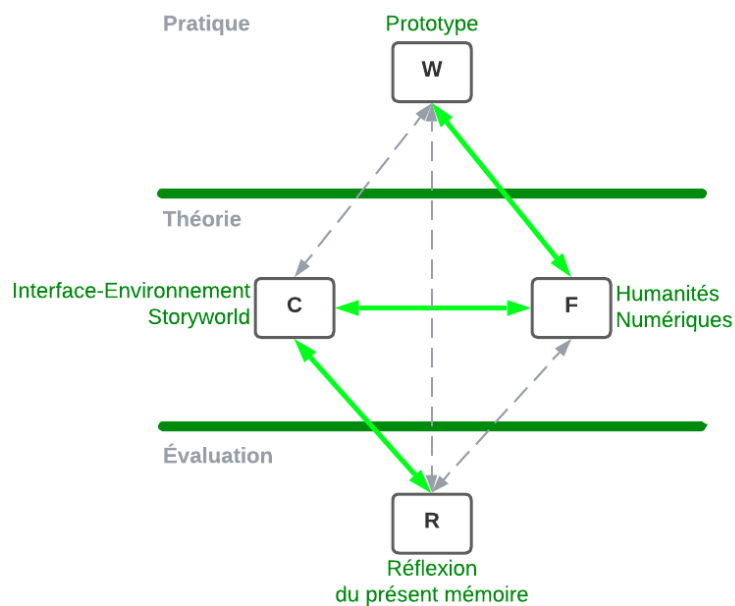 Pratique
Prototype
W
Théorie
Interface-Environnement
Storyworld
C
F
Humanités
Numériques
Évaluation
R
Réflexion
du présent mémoire